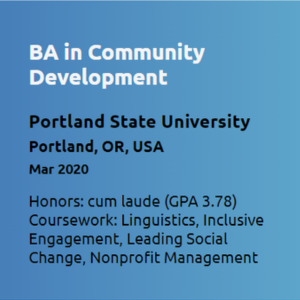 BA in Community
Development
Portland State University
Portland, OR, USA
Mar 2020
Honors: cum laude (GPA 3.78)
Coursework: Linguistics, Inclusive
Engagement, Leading Social
Change, Nonprofit Management